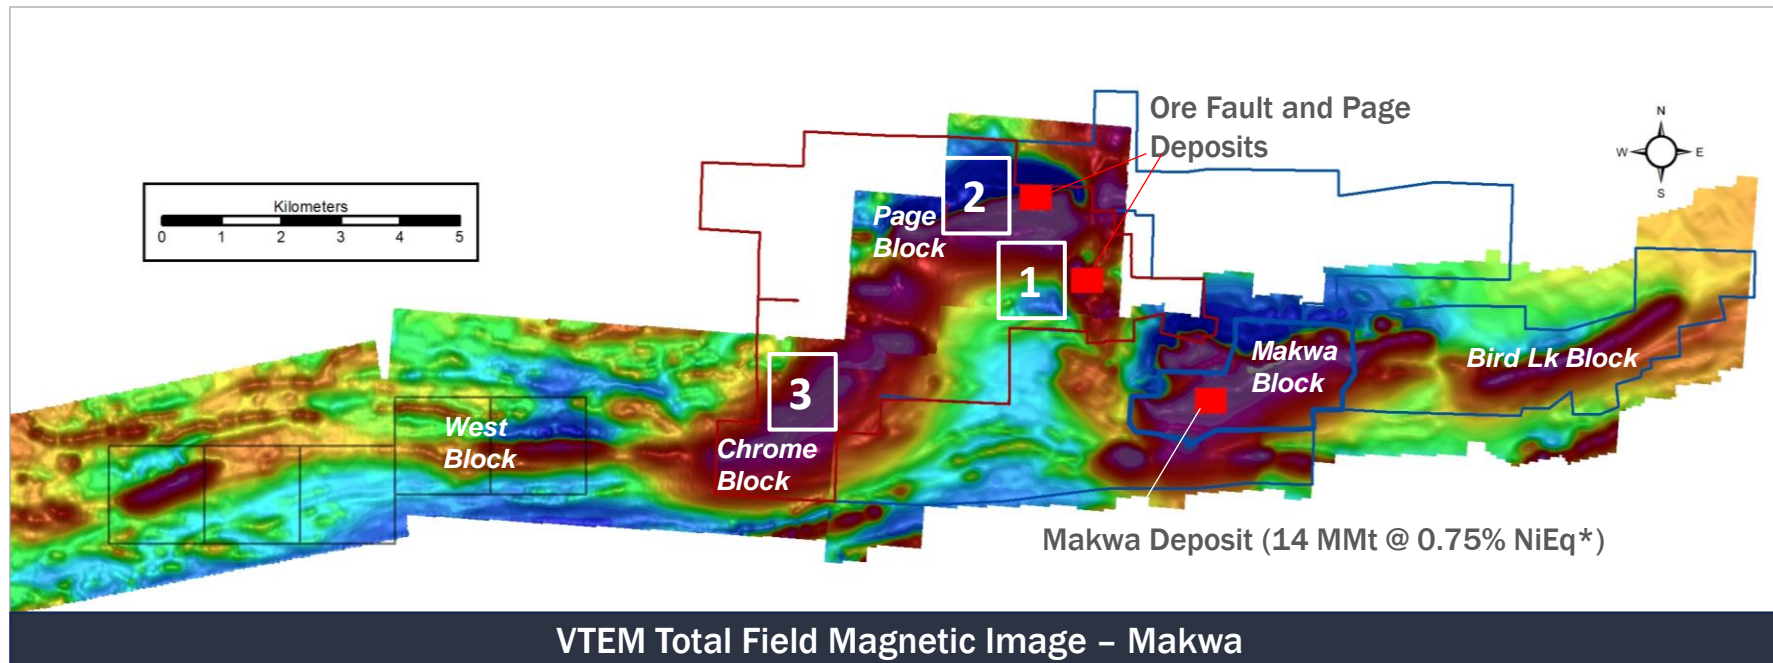 Ore Fault and Page
Deposits
N
W
E
S
Kilometers
0 1 2 3 4 5
2
Page
Block
1
Makwa
Block
Bird Lk Block
3
West
Block
Chrome
Block
Makwa Deposit (14 MMt @ 0.75% NiEq*)
VTEM Total Field Magnetic Image – Makwa